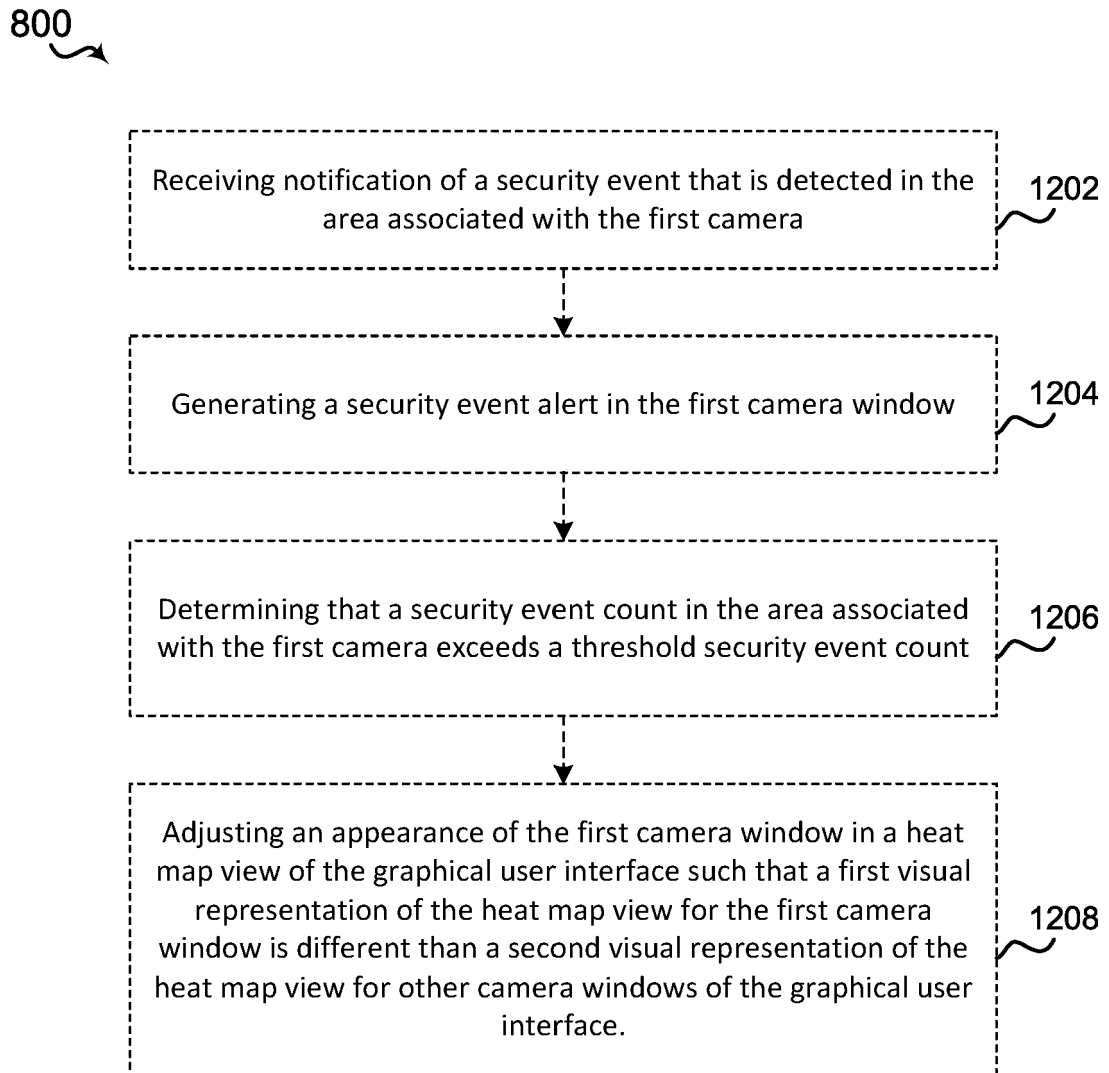 800
Receiving notification of a security event that is detected in the
area associated with the first camera
1202
Generating a security event alert in the first camera window
1204
Determining that a security event count in the area associated
with the first camera exceeds a threshold security event count
1206
Adjusting an appearance of the first camera window in a heat
map view of the graphical user interface such that a first visual
representation of the heat map view for the first camera
window is different than a second visual representation of the
heat map view for other camera windows of the graphical user
interface.
1208